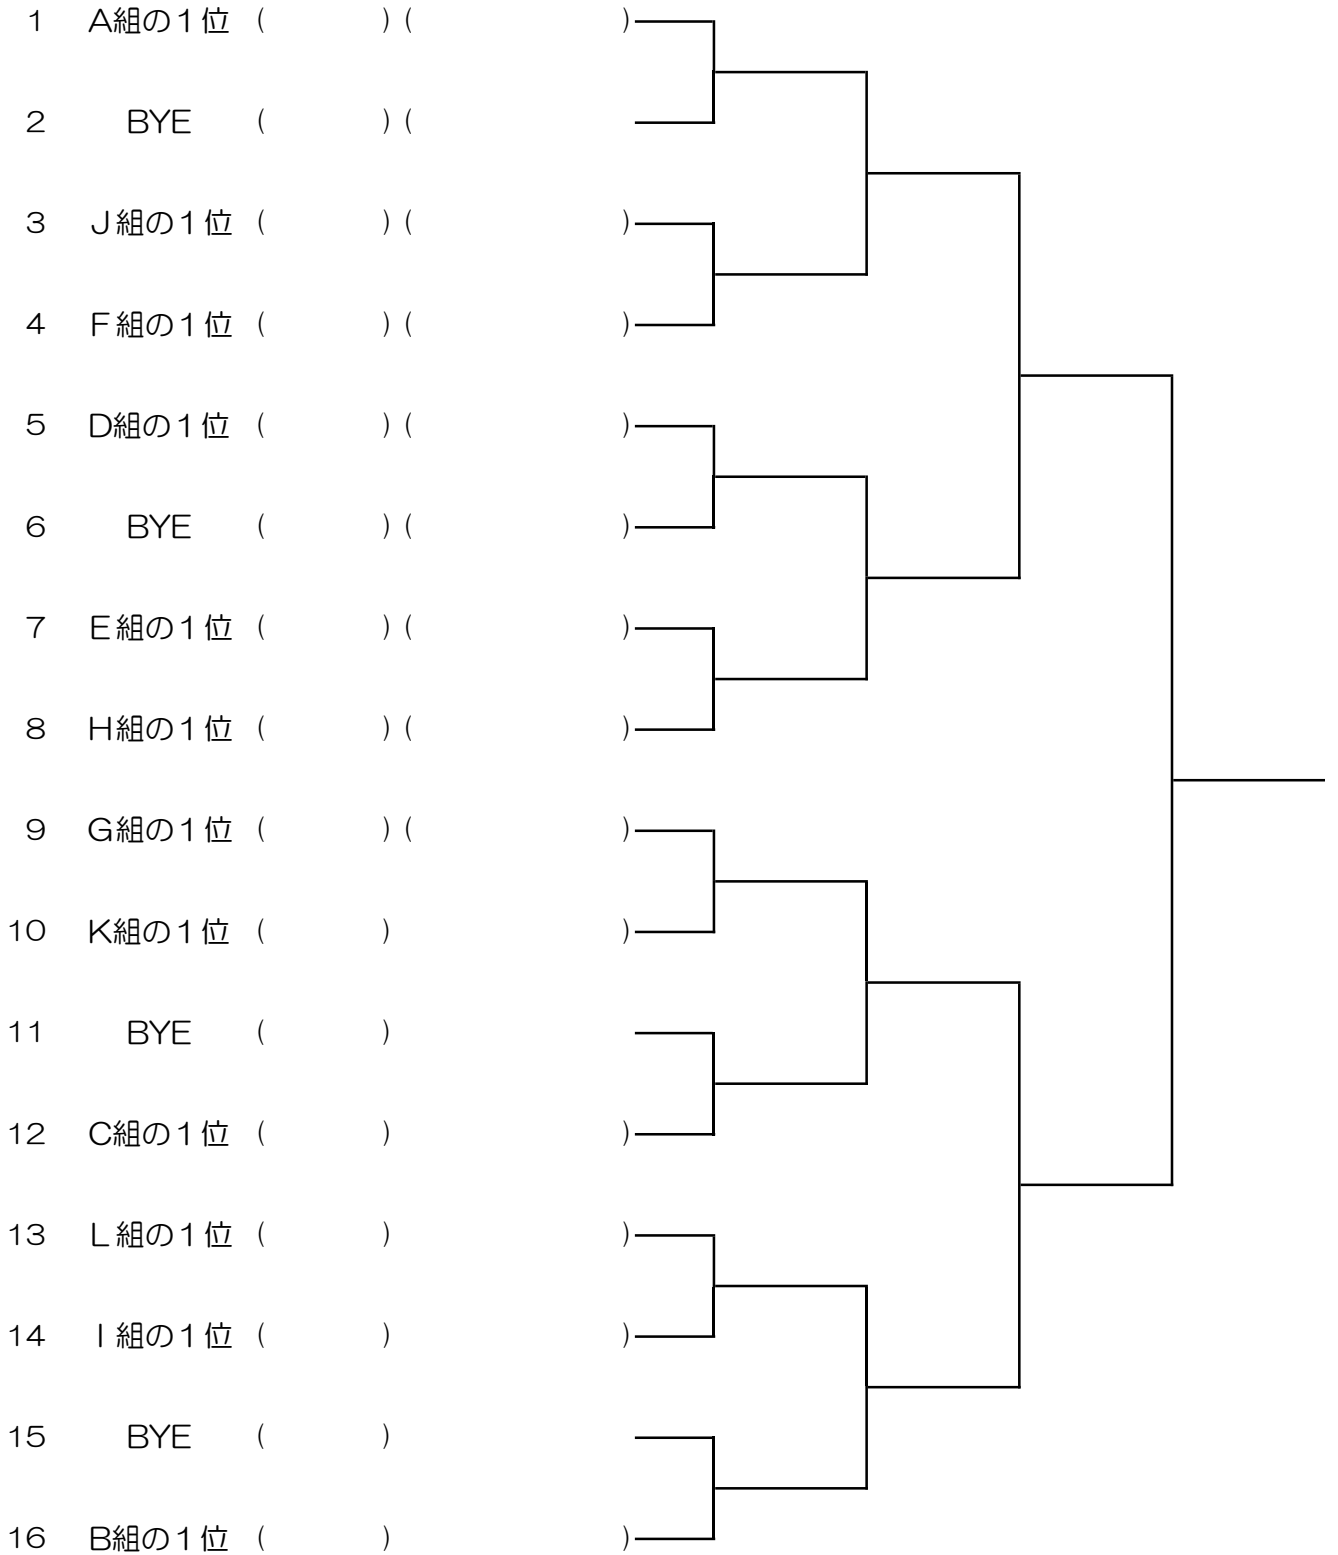 1 A組の1位 ( ) ( )
2 BYE ( ) (
3 J組の1位 ( ) ( )
4 F組の1位 ( ) ( )
5 D組の1位 ( ) ( )
6 BYE ( ) ( )
7 E組の1位 ( ) ( )
8 H組の1位 ( ) ( )
9 G組の1位 ( ) ( )
10 K組の1位 ( ) )
11 BYE ( )
12 C組の1位 ( ) )
13 L組の1位 ( ) )
14 I組の1位 ( ) )
15 BYE ( )
16 B組の1位 ( ) )